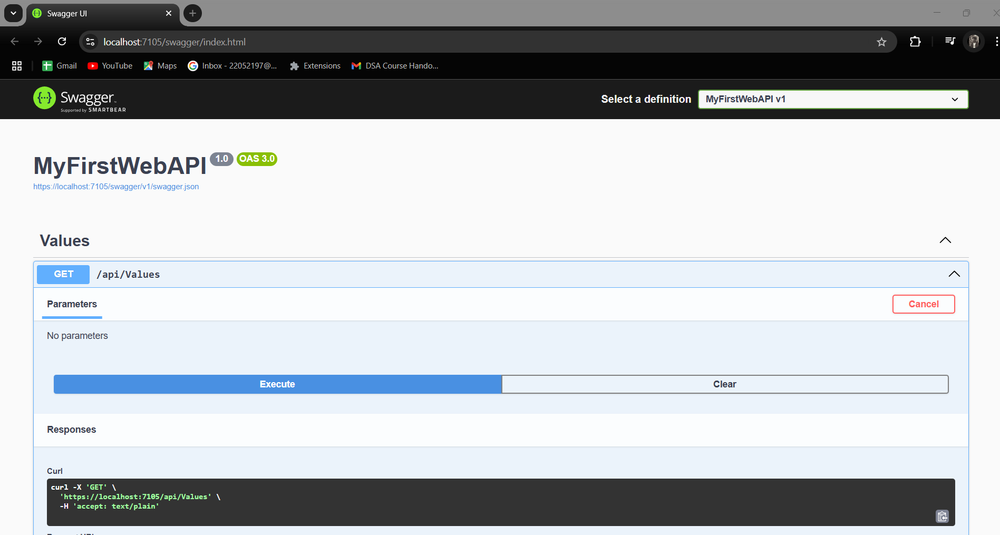 Swagger UI
localhost:7105/swagger/index.html
Gmail YouTube Maps Inbox - 22052197@... Extensions DSA Course Hando...
Swagger™
Supported by SMARTBEAR
Select a definition MyFirstWebAPI v1
MyFirstWebAPI 1.0 OAS 3.0
https://localhost:7105/swagger/v1/swagger.json
Values
GET /api/Values
Parameters Cancel
No parameters
Execute Clear
Responses
Curl
curl -X 'GET' \
'https://localhost:7105/api/Values' \
-H 'accept: text/plain'